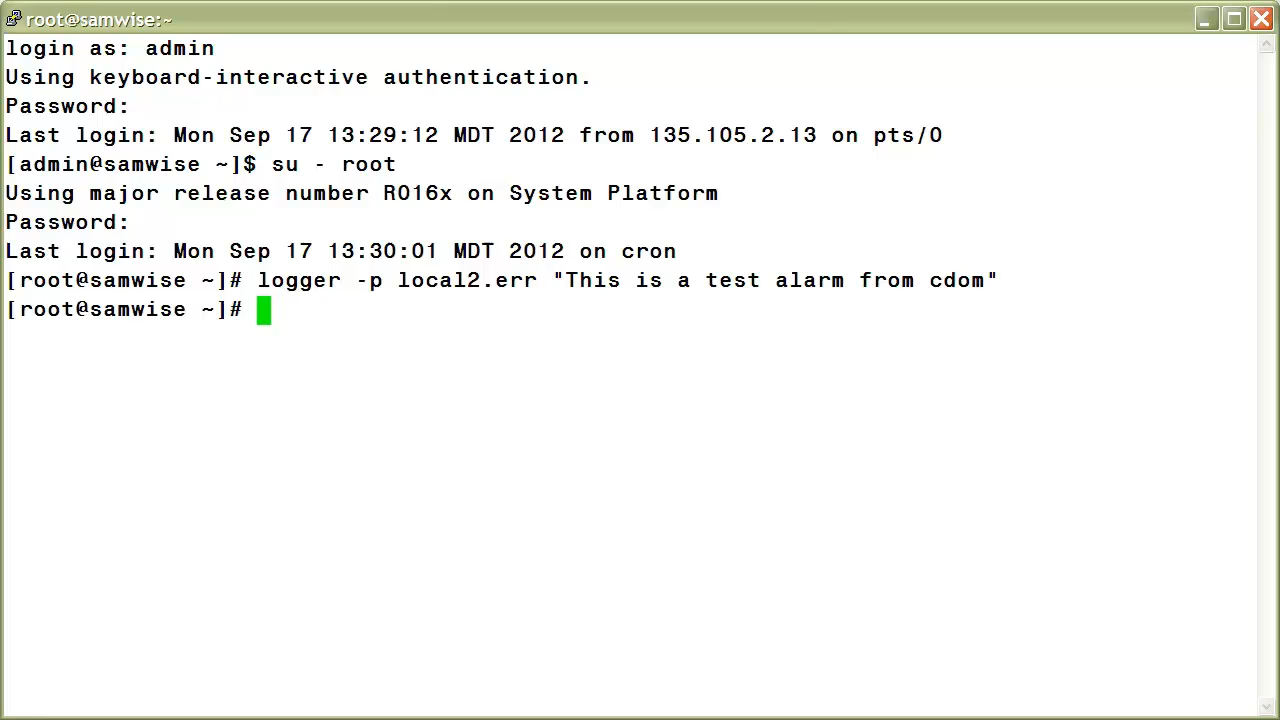 root@samwise:~
login as: admin
Using keyboard-interactive authentication.
Password:
Last login: Mon Sep 17 13:29:12 MDT 2012 from 135.105.2.13 on pts/0
[admin@samwise ~]$ su - root
Using major release number R016x on System Platform
Password:
Last login: Mon Sep 17 13:30:01 MDT 2012 on cron
[root@samwise ~]# logger -p local2.err "This is a test alarm from cdom"
[root@samwise ~]#